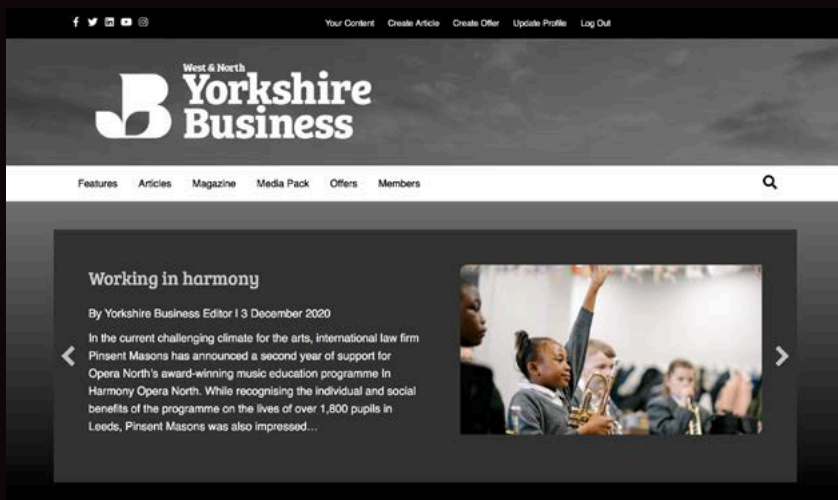 Your Content Create Article Create Offer Update Profile Log Out
West & North
Yorkshire
Business
Features Articles Magazine Media Pack Offers Members
Working in harmony
By Yorkshire Business Editor | 3 December 2020
In the current challenging climate for the arts, international law firm
Pinsent Masons has announced a second year of support for
Opera North's award-winning music education programme In
Harmony Opera North. While recognising the individual and social
benefits of the programme on the lives of over 1,800 pupils in
Leeds, Pinsent Masons was also impressed…